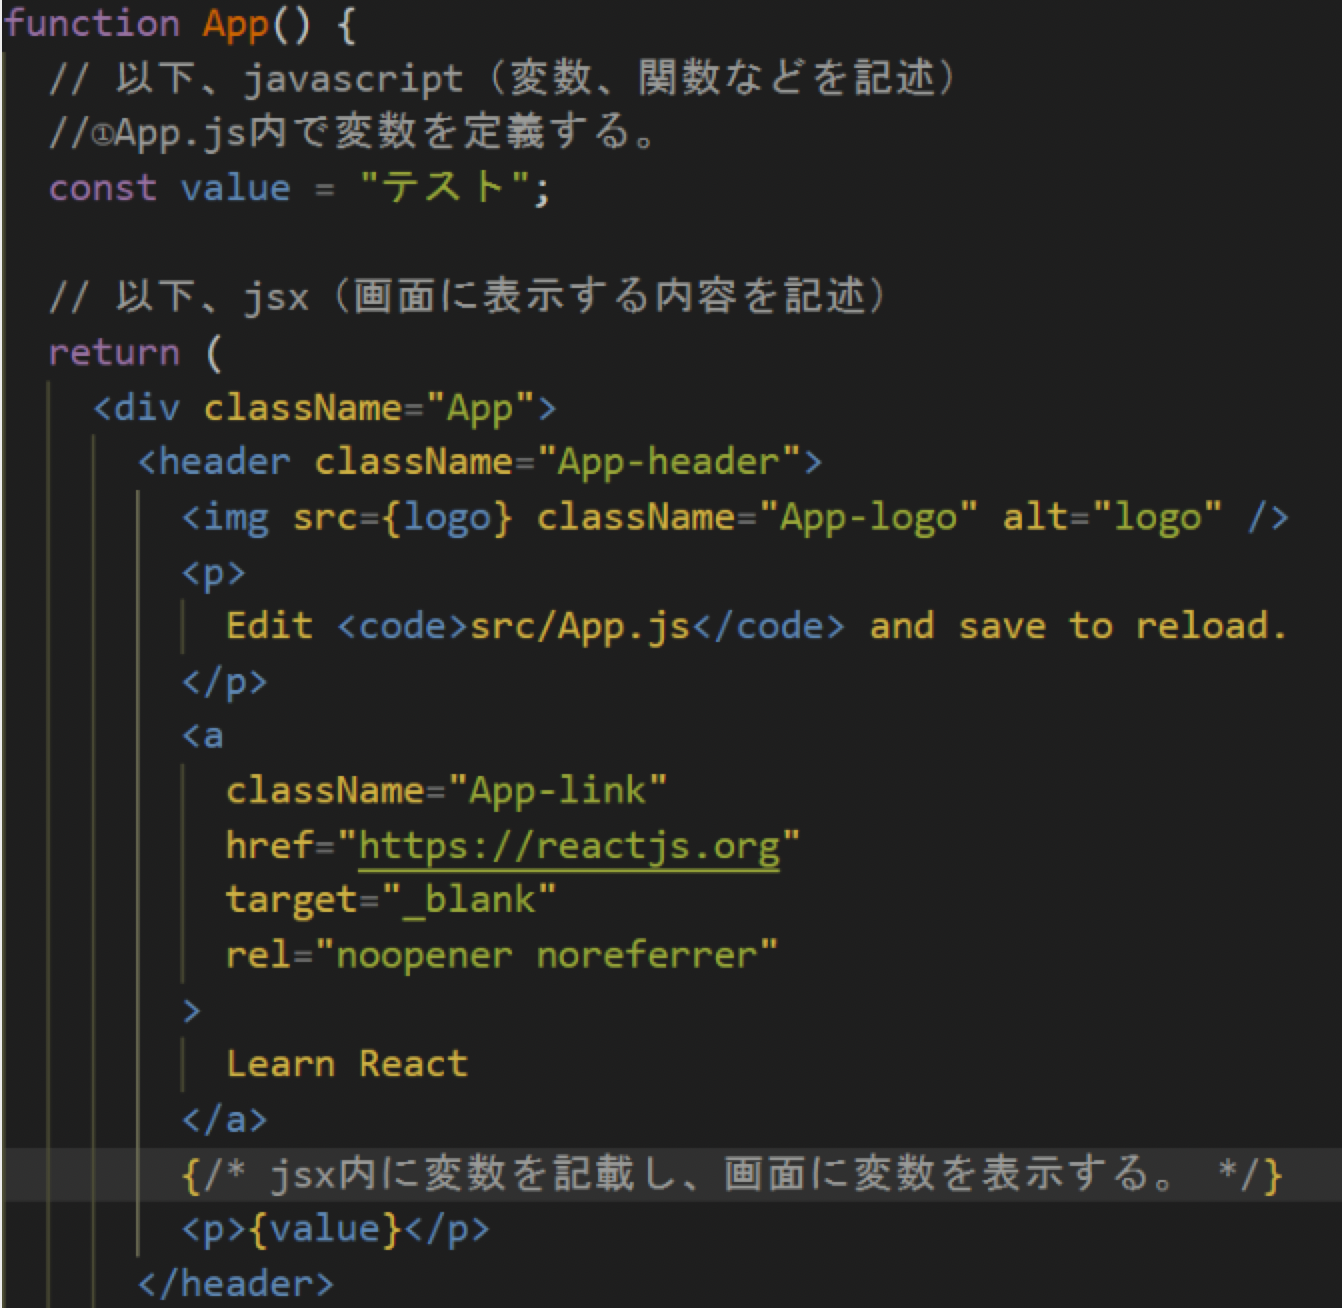 function App() {
  // 以下、javascript（変数、関数などを記述）
  //①App.js内で変数を定義する。
  const value = "テスト";

  // 以下、jsx（画面に表示する内容を記述）
  return (
    <div className="App">
      <header className="App-header">
        <img src={logo} className="App-logo" alt="logo" />
        <p>
          Edit <code>src/App.js</code> and save to reload.
        </p>
        <a
          className="App-link"
          href="https://reactjs.org"
          target="_blank"
          rel="noopener noreferrer"
        >
          Learn React
        </a>
        {/* jsx内に変数を記載し、画面に変数を表示する。 */}
        <p>{value}</p>
      </header>